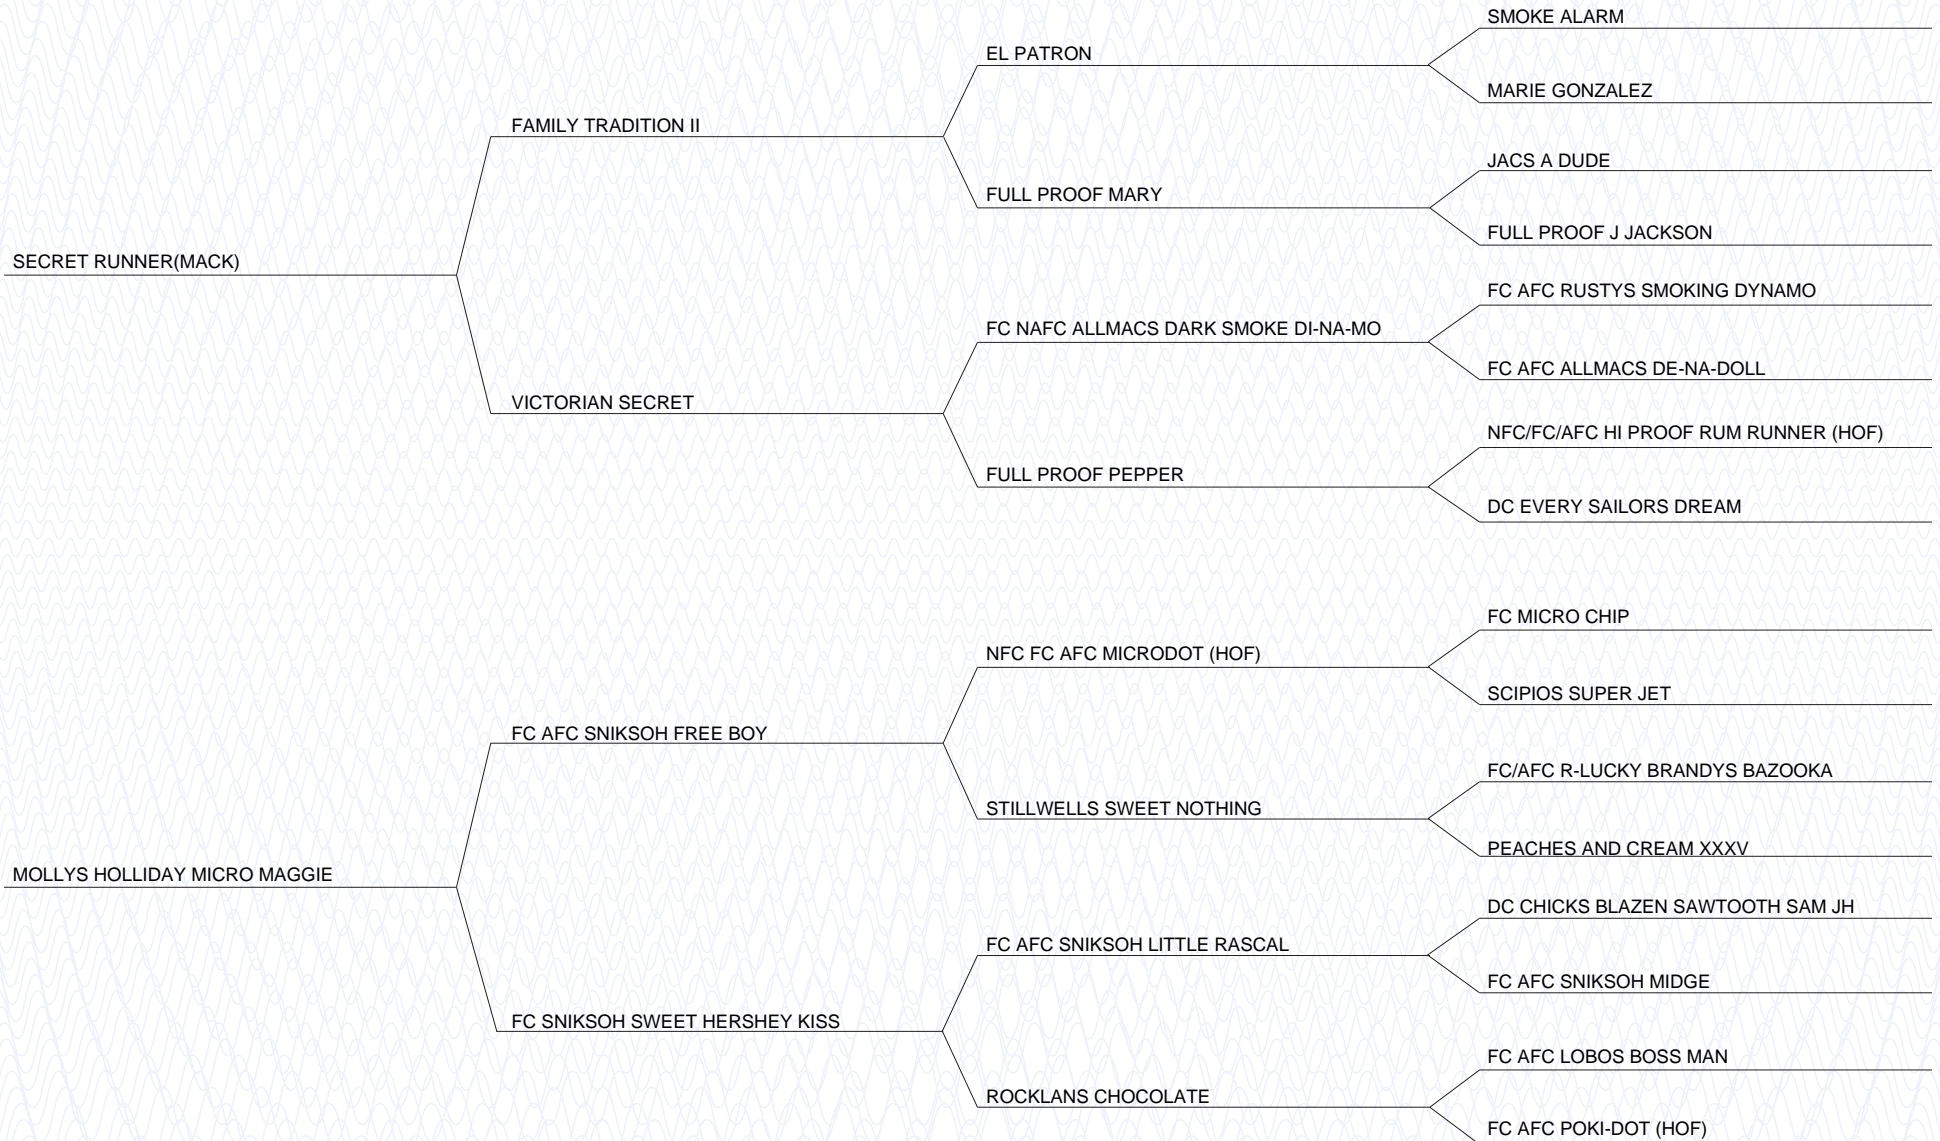 SMOKE ALARM
EL PATRON
MARIE GONZALEZ
FAMILY TRADITION II
JACS A DUDE
FULL PROOF MARY
FULL PROOF J JACKSON
SECRET RUNNER(MACK)
FC AFC RUSTYS SMOKING DYNAMO
FC NAFC ALLMACS DARK SMOKE DI-NA-MO
FC AFC ALLMACS DE-NA-DOLL
VICTORIAN SECRET
NFC/FC/AFC HI PROOF RUM RUNNER (HOF)
FULL PROOF PEPPER
DC EVERY SAILORS DREAM
FC MICRO CHIP
NFC FC AFC MICRODOT (HOF)
SCIPIOS SUPER JET
FC AFC SNIKSOH FREE BOY
FC/AFC R-LUCKY BRANDYS BAZOOKA
STILLWELLS SWEET NOTHING
PEACHES AND CREAM XXXV
MOLLYS HOLLIDAY MICRO MAGGIE
DC CHICKS BLAZEN SAWTOOTH SAM JH
FC AFC SNIKSOH LITTLE RASCAL
FC AFC SNIKSOH MIDGE
FC SNIKSOH SWEET HERSHEY KISS
FC AFC LOBOS BOSS MAN
ROCKLANS CHOCOLATE
FC AFC POKI-DOT (HOF)